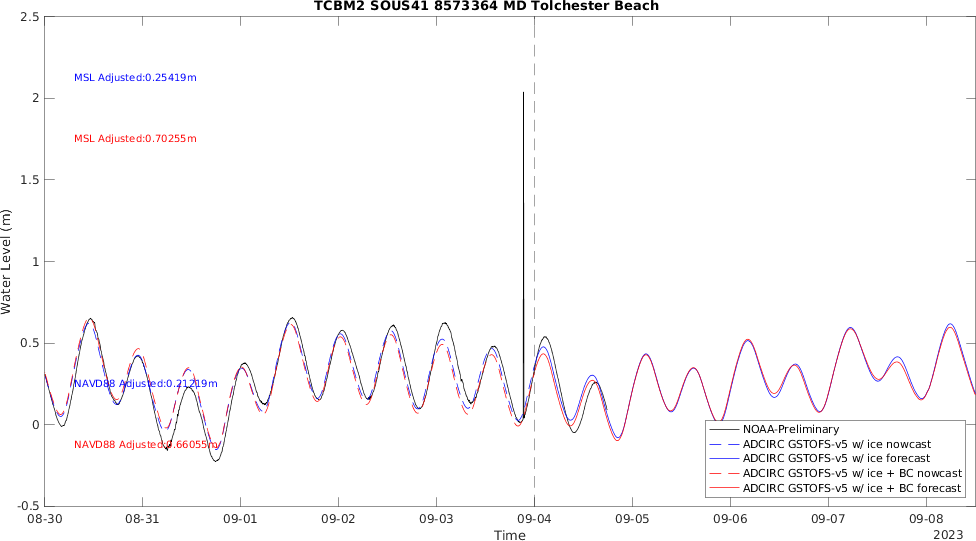 TCBM2 SOUS41 8573364 MD Tolchester Beach
2.5
2
1.5
1
0.5
0
-0.5
Water Level (m)
MSL Adjusted:0.25419m
MSL Adjusted:0.70255m
NAVD88 Adjusted:0.21219m
NAVD88 Adjusted:0.66055m
NOAA-Preliminary
ADCIRC GSTOFS-v5 w/ ice nowcast
ADCIRC GSTOFS-v5 w/ ice forecast
ADCIRC GSTOFS-v5 w/ ice + BC nowcast
ADCIRC GSTOFS-v5 w/ ice + BC forecast
08-30 08-31 09-01 09-02 09-03 09-04 09-05 09-06 09-07 09-08
Time
2023